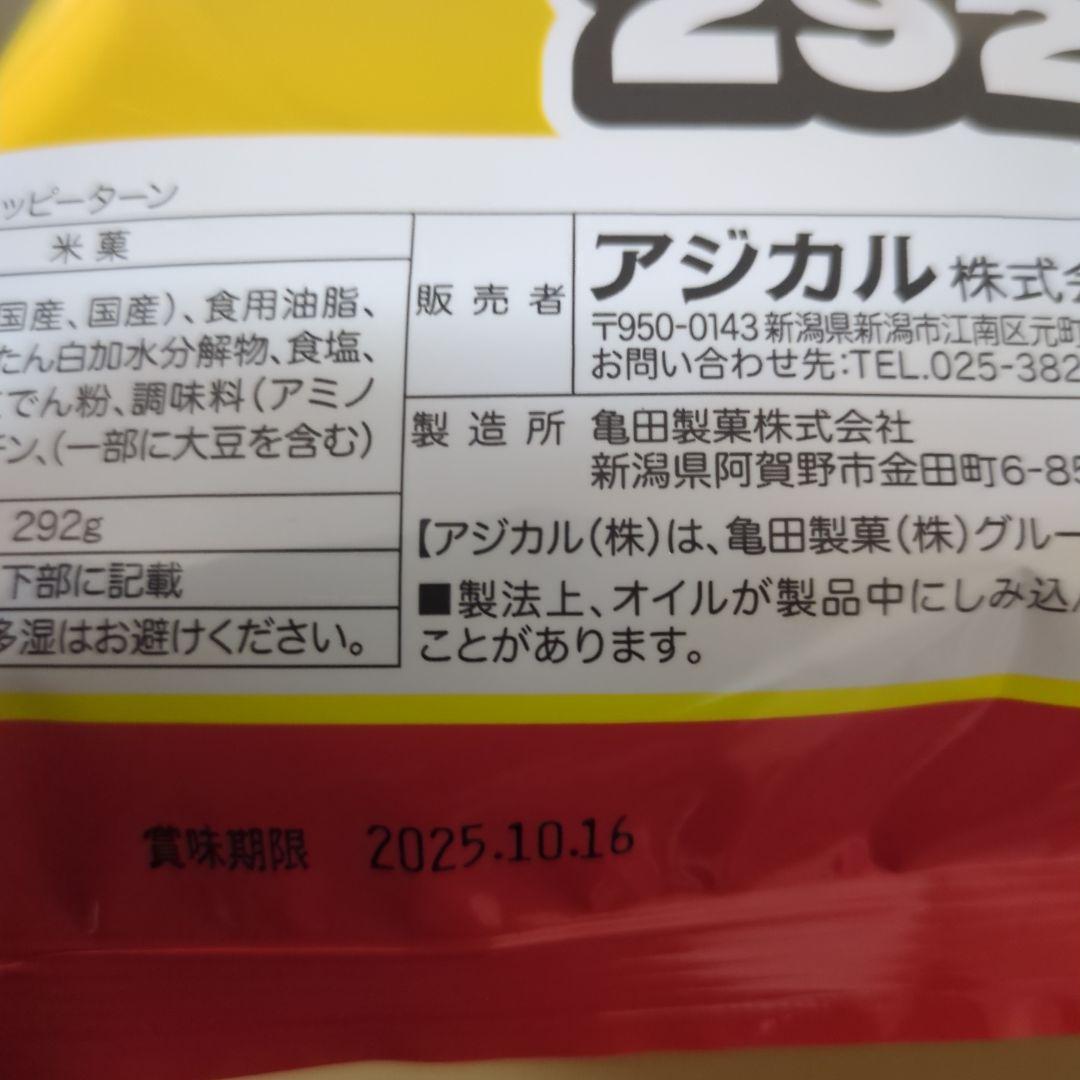 292
ッピーターン
米菓
国産、国産)、食用油脂、
たん白加水分解物、食塩、
でん粉、調味料(アミノ
チン、(一部に大豆を含む)
292g
下部に記載
多湿はお避けください。
販売者
アジカル 株式会
〒950-0143 新潟県新潟市江南区元町
お問い合わせ先:TEL.025-382
製造所 亀田製菓株式会社
新潟県阿賀野市金田町6-85
【アジカル(株)は、亀田製菓(株)グルー
■製法上、オイルが製品中にしみ込
ことがあります。
賞味期限 2025.10.16